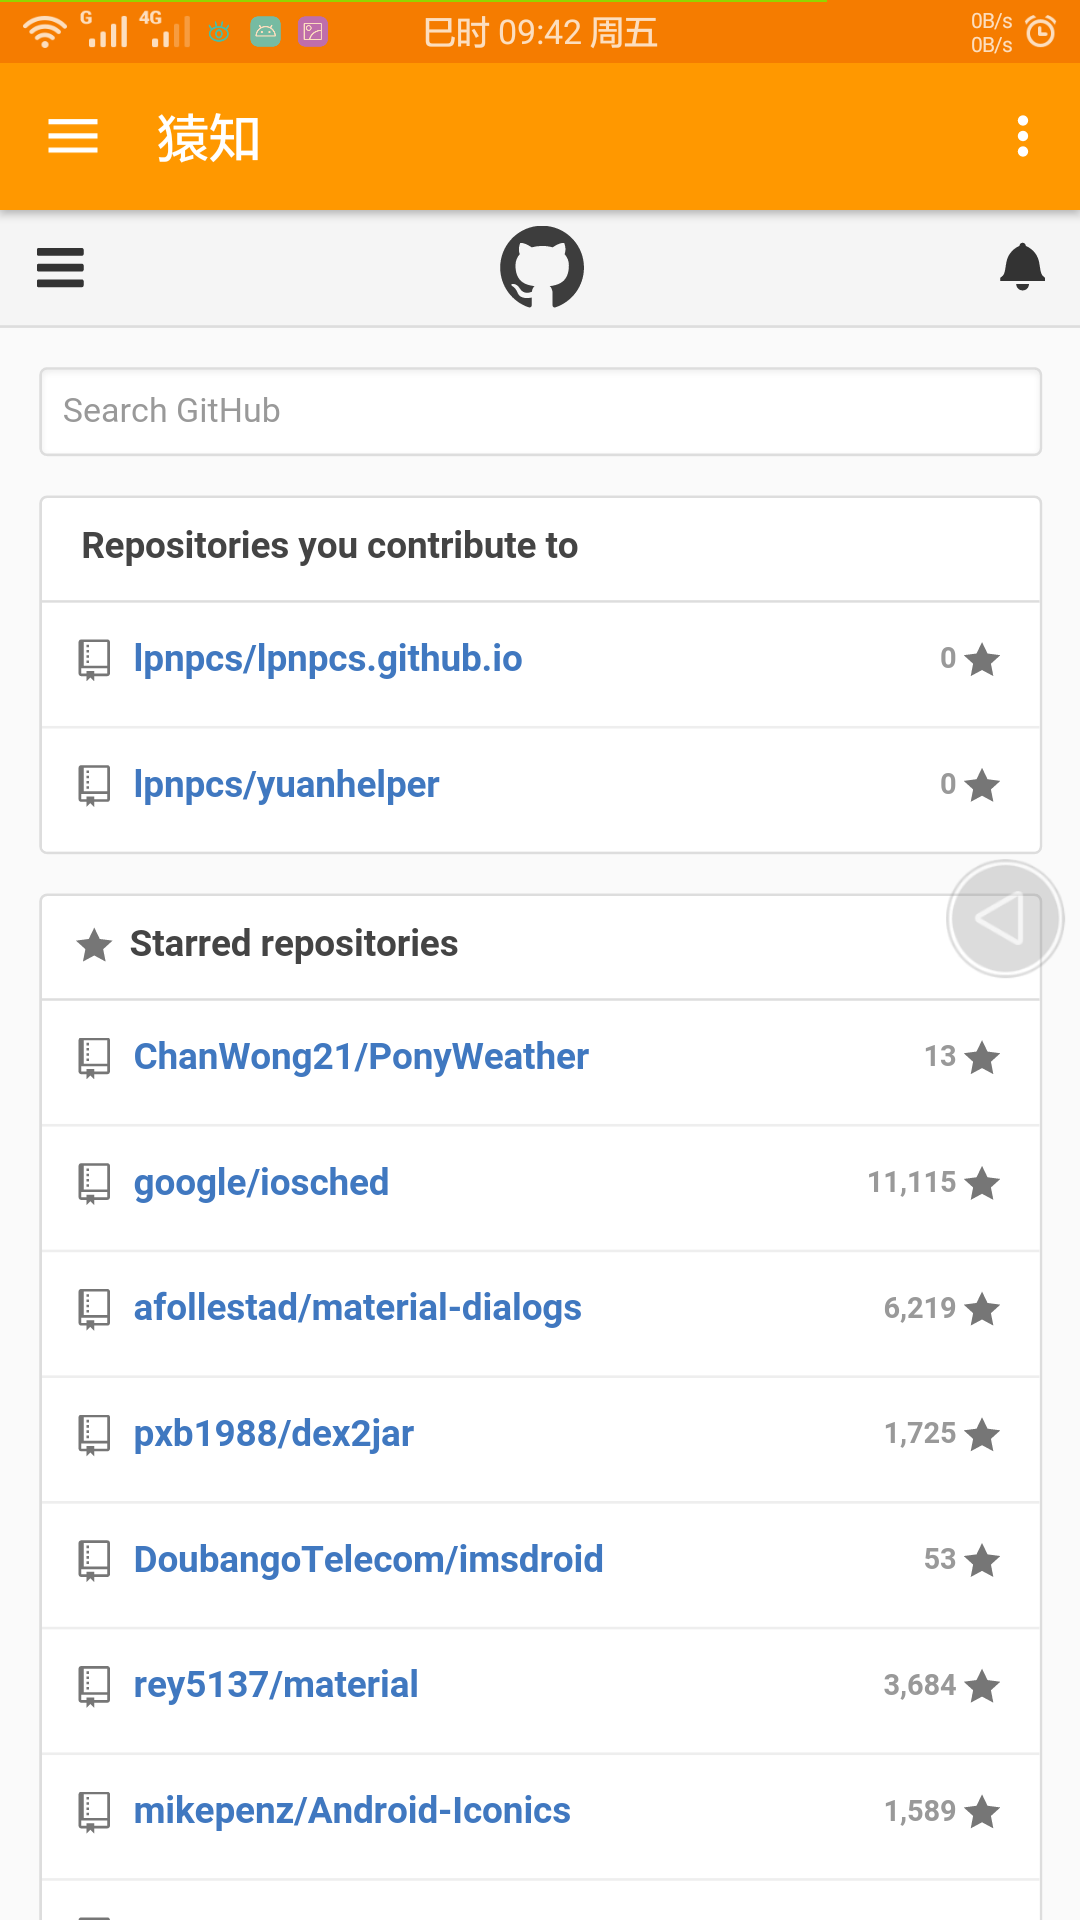 G 4G 巳时 09:42 周五 0B/s
0B/s
猿知
Search GitHub
Repositories you contribute to
lpnpcs/lpnpcs.github.io 0
lpnpcs/yuanhelper 0
Starred repositories
ChanWong21/PonyWeather 13
google/iosched 11,115
afollestad/material-dialogs 6,219
pxb1988/dex2jar 1,725
DoubangoTelecom/imsdroid 53
rey5137/material 3,684
mikepenz/Android-Iconics 1,589